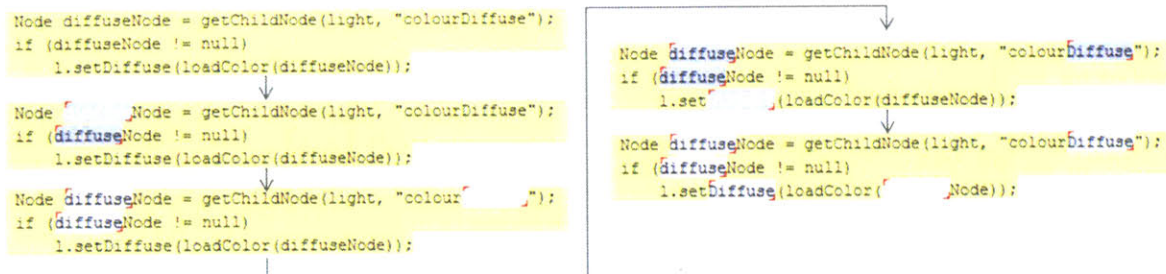 Node diffuseNode = getChildNode(light, "colourDiffuse");
if (diffuseNode != null)
l.setDiffuse(loadColor(diffuseNode));
Node Node = getChildNode(light, "colourDiffuse");
if (diffuseNode != null)
l.setDiffuse(loadColor(diffuseNode));
Node diffuseNode = getChildNode(light, "colour");
if (diffuseNode != null)
l.setDiffuse(loadColor(diffuseNode));
Node diffuseNode = getChildNode(light, "colourDiffuse");
if (diffuseNode != null)
l.set (loadColor(diffuseNode));
Node diffuseNode = getChildNode(light, "colourDiffuse");
if (diffuseNode != null)
l.setDiffuse(loadColor( Node));